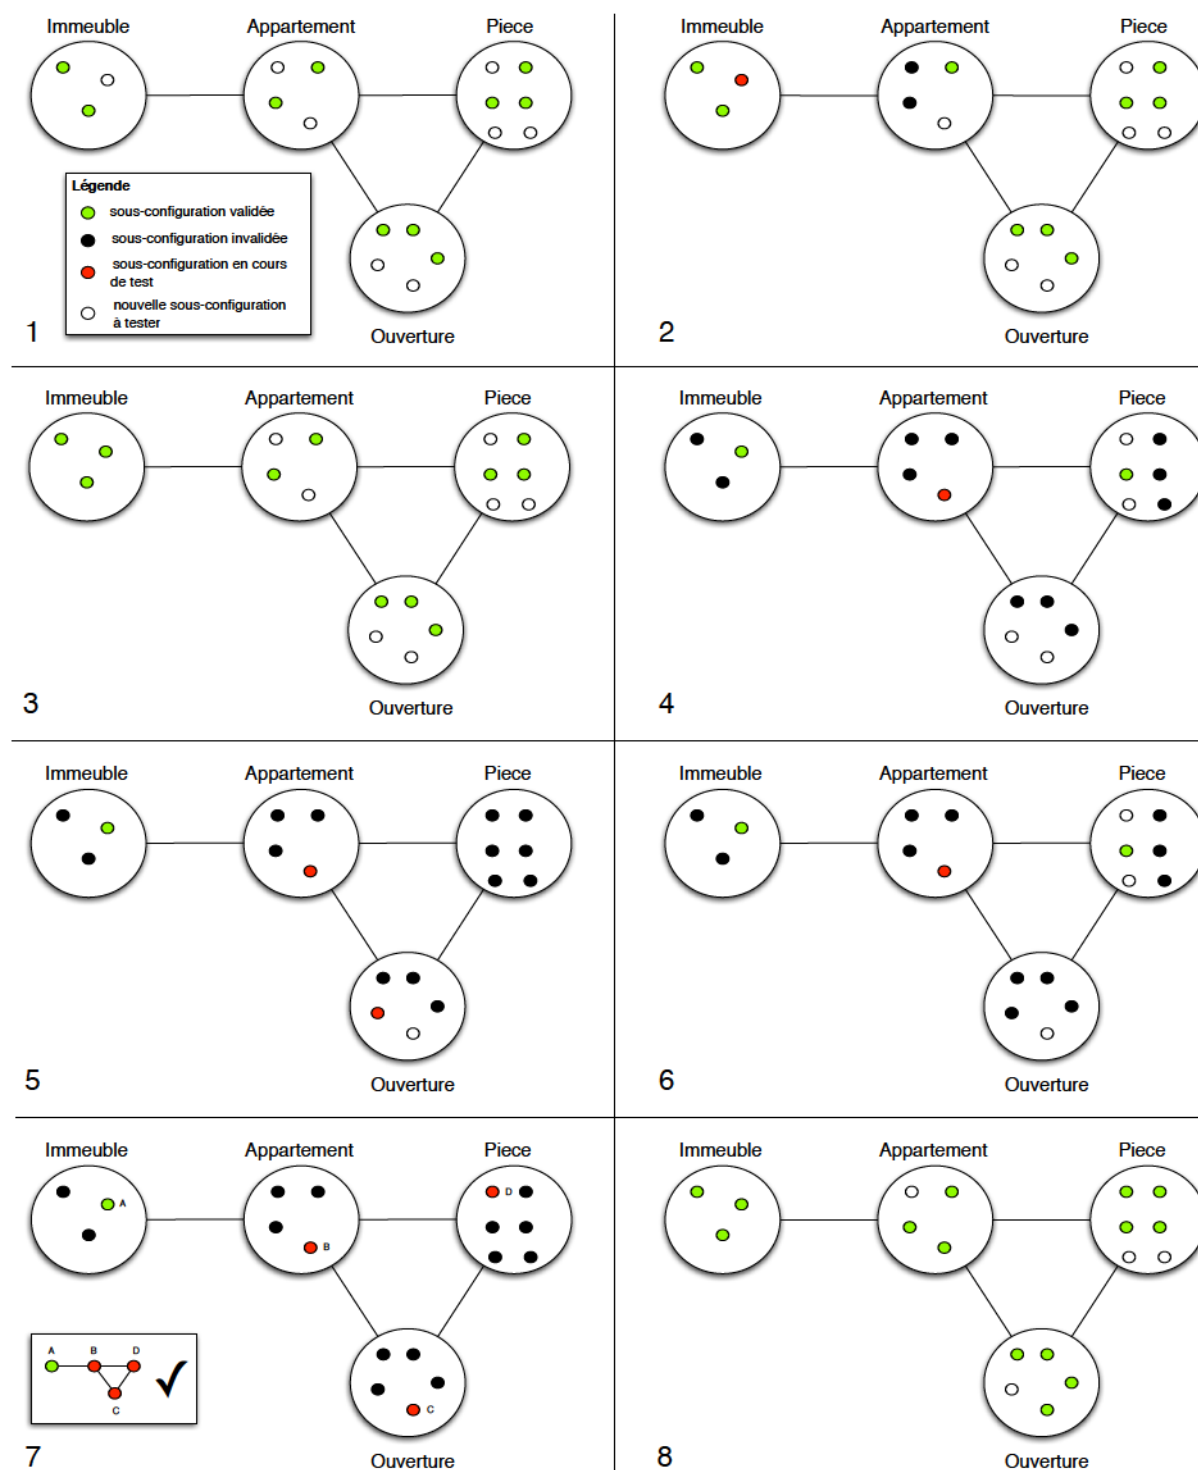 Immeuble Appartement Piece
Légende
sous-configuration validée
sous-configuration invalidée
sous-configuration en cours
de test
nouvelle sous-configuration
à tester
Ouverture
1
Immeuble Appartement Piece
Ouverture
2
Immeuble Appartement Piece
Ouverture
3
Immeuble Appartement Piece
Ouverture
4
Immeuble Appartement Piece
Ouverture
5
Immeuble Appartement Piece
Ouverture
6
Immeuble Appartement Piece
A
D
B
C
A B D
C
Ouverture
7
Immeuble Appartement Piece
Ouverture
8